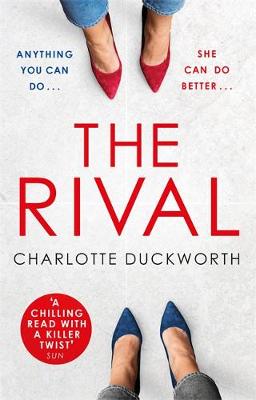 ANYTHING
YOU CAN
DO...
SHE
CAN DO
BETTER...
THE
RIVAL
CHARLOTTE DUCKWORTH
'A
CHILLING
READ WITH
A KILLER
TWIST'
SUN